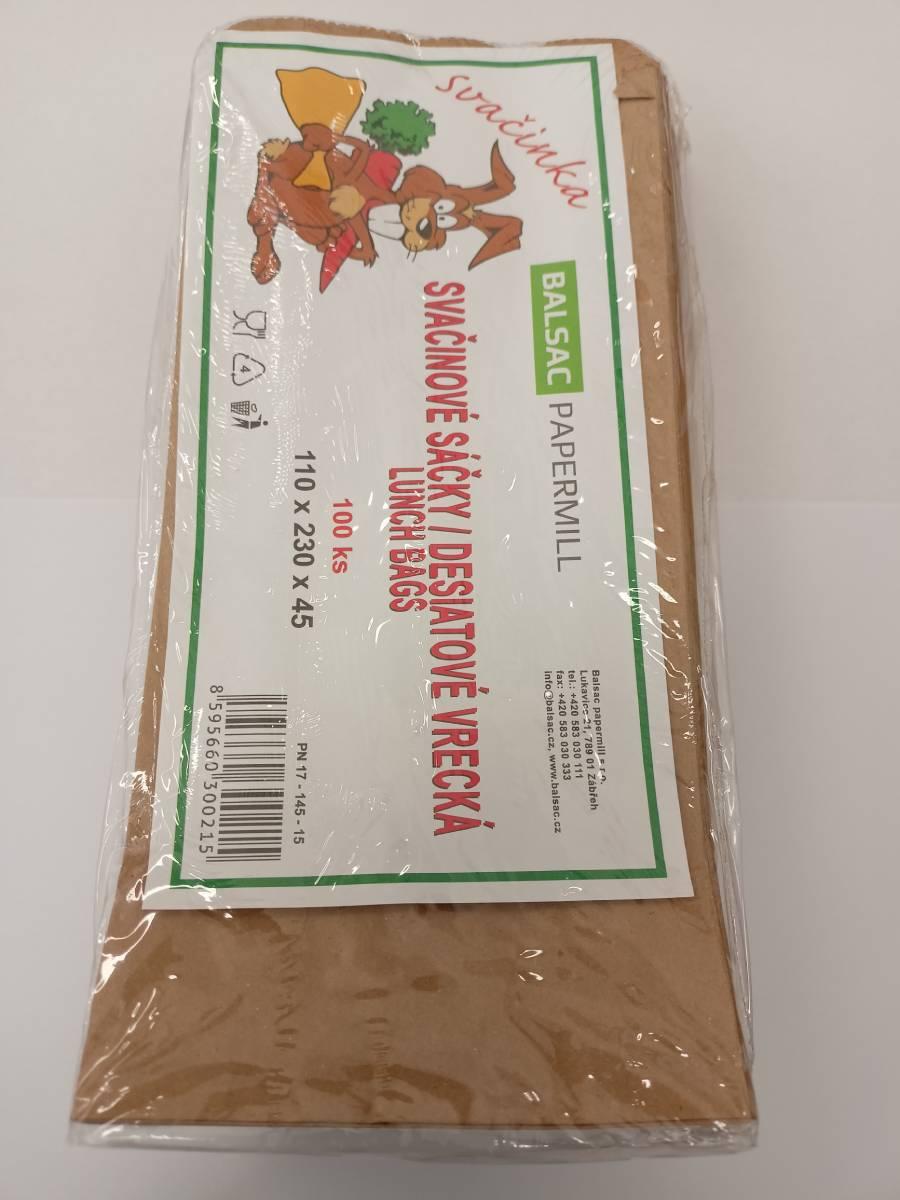 svačinka
BALSAC PAPERMILL
Balsac papermill s.r.o.
Lukavice 21, 789 01 Zábřeh
tel.: +420 583 030 111
fax: +420 583 030 333
info@balsac.cz, www.balsac.cz
SVAČINOVÉ SÁČKY / DESIATOVÉ VRECKÁ
LUNCH BAGS
100 ks
110 x 230 x 45
4
PN 17 - 145 - 15
8 595660 300215